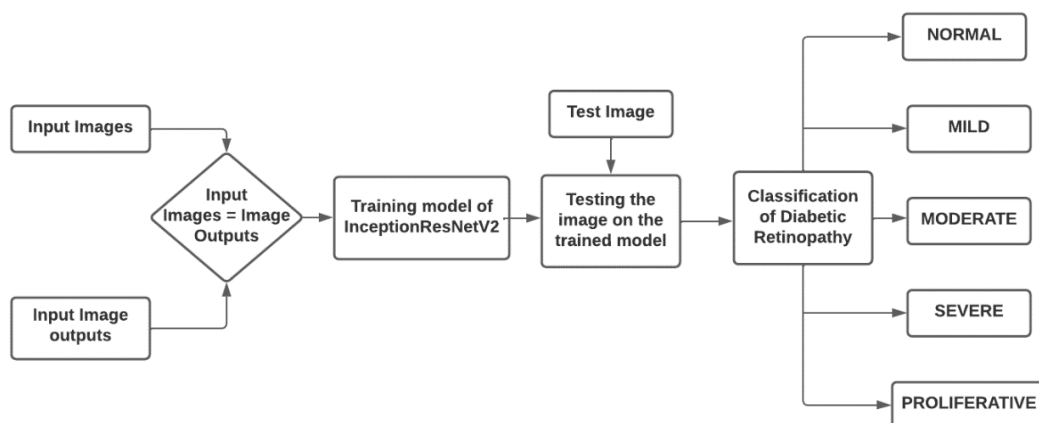 Input Images
Input Image
outputs
Input
Images = Image
Outputs
Training model of
InceptionResNetV2
Test Image
Testing the
image on the
trained model
Classification
of Diabetic
Retinopathy
NORMAL
MILD
MODERATE
SEVERE
PROLIFERATIVE